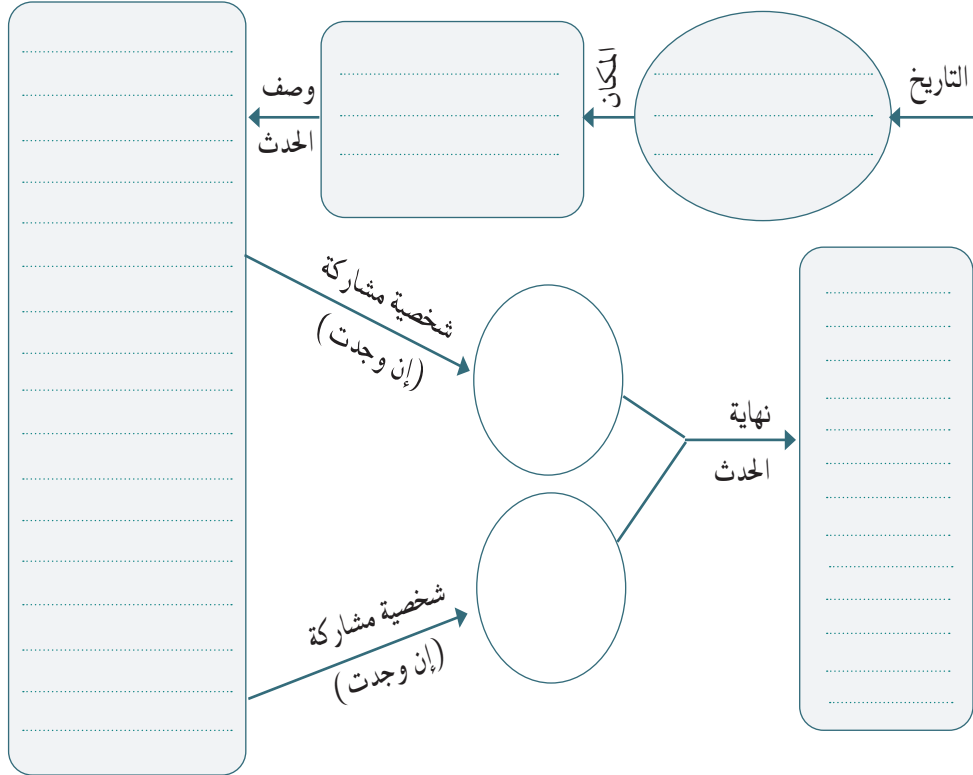 التاريخ
المكان
وصف
الحدث
شخصية مشاركة
(إن وجدت)
نهاية
الحدث
شخصية مشاركة
(إن وجدت)